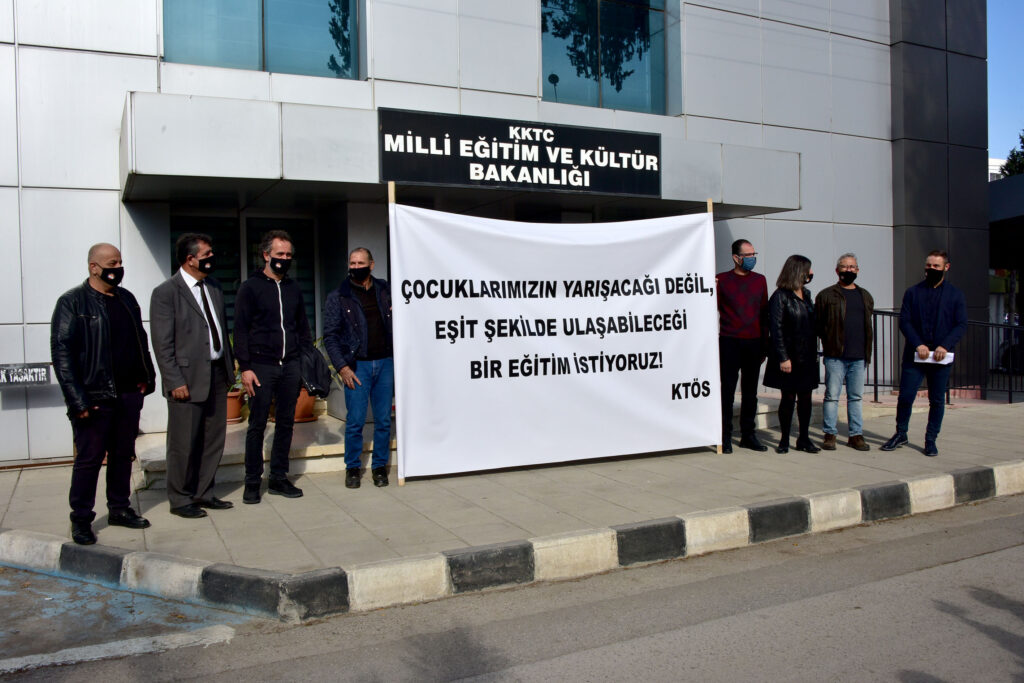 KKTC
MİLLİ EĞİTİM VE KÜLTÜR
BAKANLIĞI
ÇOCUKLARIMIZIN YARIŞACAĞI DEĞİL,
EŞİT ŞEKİLDE ULAŞABİLECEĞİ
BİR EĞİTİM İSTİYORUZ!
KTÖS
YASAKTIR